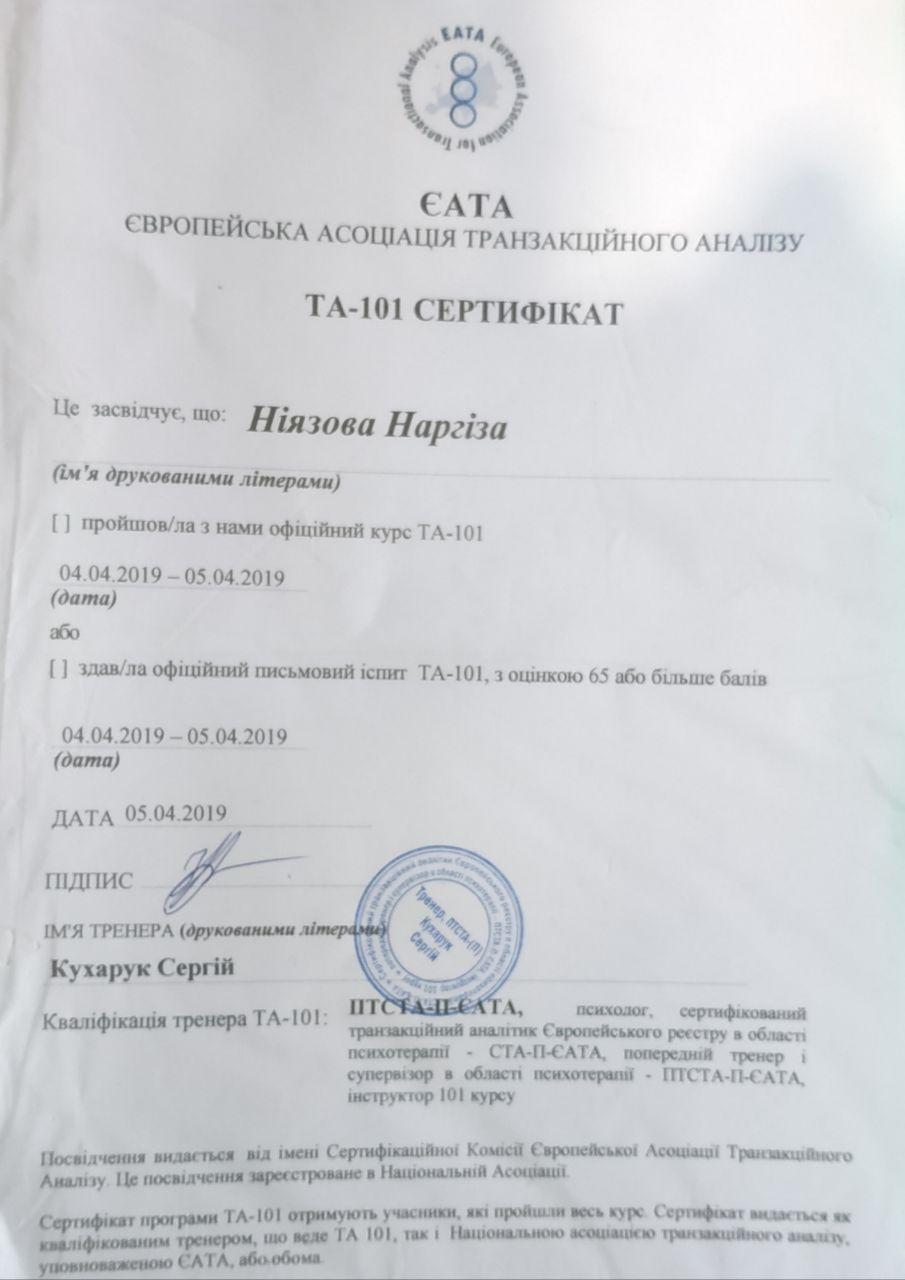 EATA European Association for Transactional Analysis
ЄАТА
ЄВРОПЕЙСЬКА АСОЦІАЦІЯ ТРАНЗАКЦІЙНОГО АНАЛІЗУ
ТА-101 СЕРТИФІКАТ
Це засвідчує, що: Ніязова Наргіза
(ім'я друкованими літерами)
[ ] пройшов/ла з нами офіційний курс ТА-101
04.04.2019 – 05.04.2019
(дата)
або
[ ] здав/ла офіційний письмовий іспит ТА-101, з оцінкою 65 або більше балів
04.04.2019 – 05.04.2019
(дата)
ДАТА 05.04.2019
ПІДПИС
Тренер, ПТСТА-(П)
Кухарук
Сергій
ІМ'Я ТРЕНЕРА (друкованими літерами)
Кухарук Сергій
Кваліфікація тренера ТА-101: ПТСТА-П-ЄАТА, психолог, сертифікований
транзакційний аналітик Європейського реєстру в області
психотерапії - СТА-П-ЄАТА, попередній тренер і
супервізор в області психотерапії - ПТСТА-П-ЄАТА,
інструктор 101 курсу
Посвідчення видається від імені Сертифікаційної Комісії Європейської Асоціації Транзакційного
Аналізу. Це посвідчення зареєстроване в Національній Асоціації.
Сертифікат програми ТА-101 отримують учасники, які пройшли весь курс. Сертифікат видається як
кваліфікованим тренером, що веде ТА 101, так і Національною асоціацією транзакційного аналізу,
уповноваженою ЄАТА, або обома.